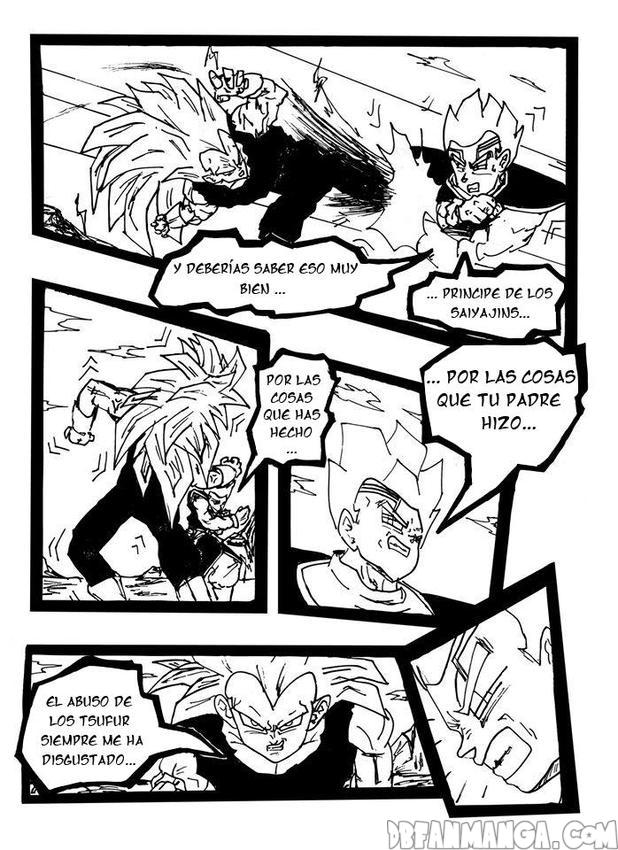 Y DEBERÍAS SABER ESO MUY
BIEN ...
... PRINCIPE DE LOS
SAIYAJINS...
POR LAS
COSAS
QUE HAS
HECHO
...
... POR LAS COSAS
QUE TU PADRE
HIZO...
EL ABUSO DE
LOS TSUFUR
SIEMPRE ME HA
DISGUSTADO...
DBFANMANGA.COM